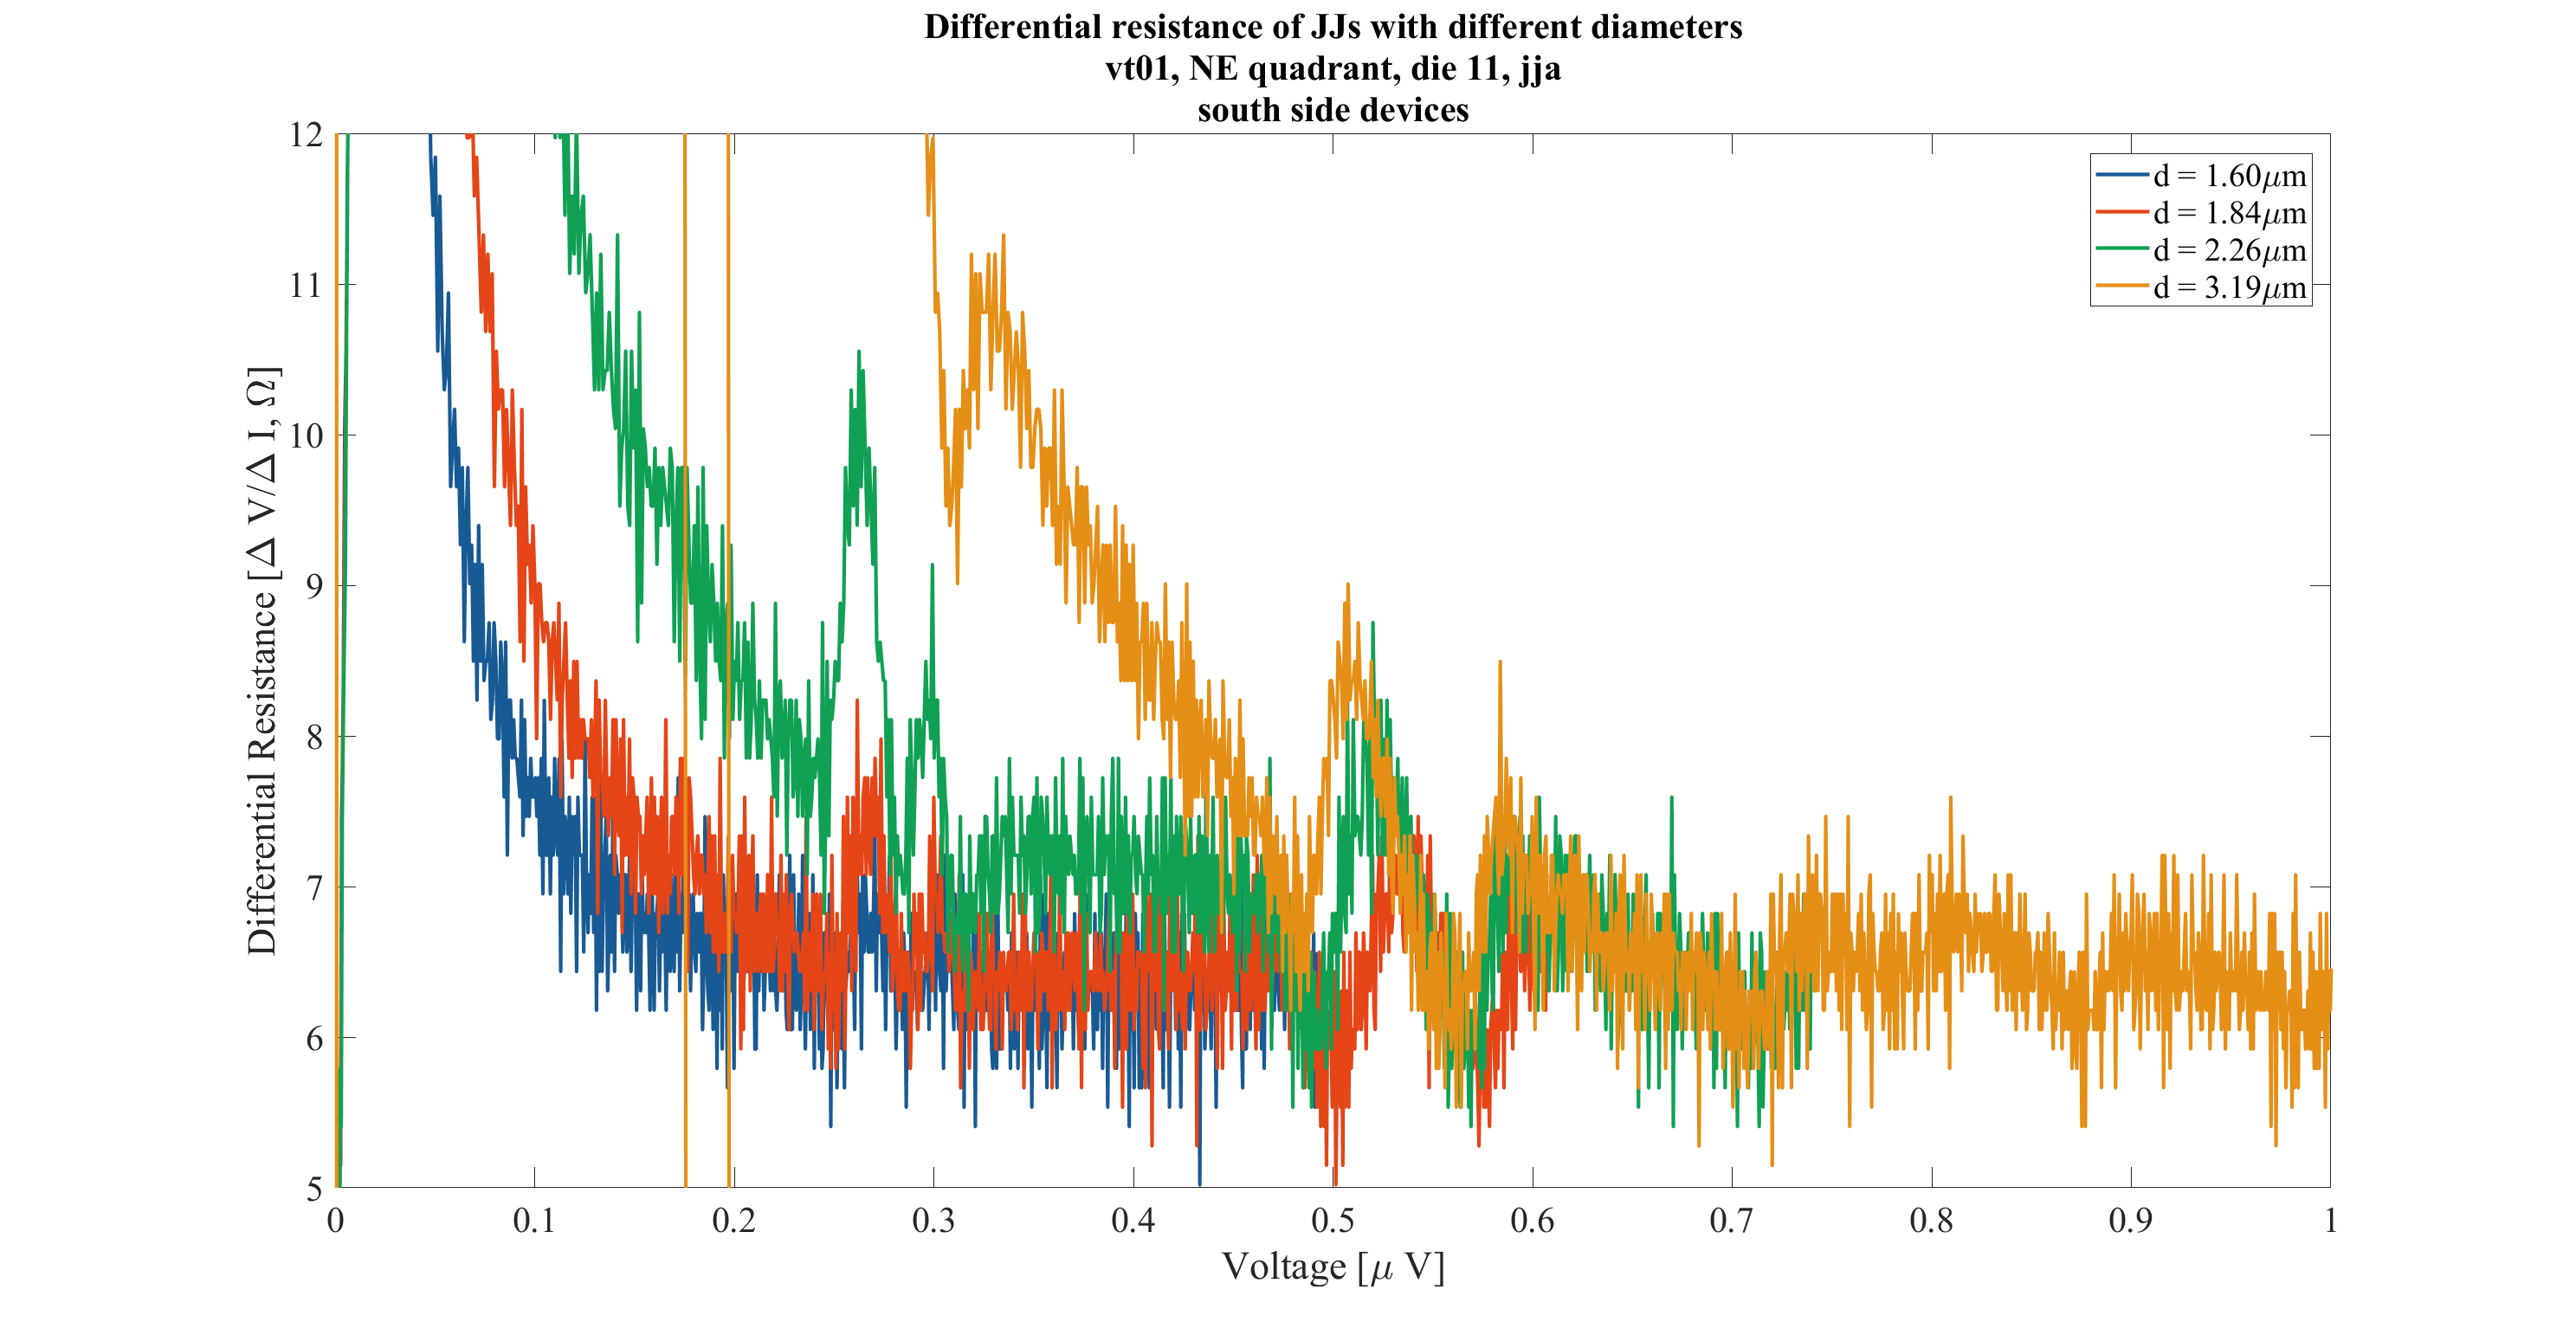 Differential resistance of JJs with different diameters
vt01, NE quadrant, die 11, jja
south side devices
Differential Resistance [Δ V/Δ I, Ω]
12
11
10
9
8
7
6
5
d = 1.60μm
d = 1.84μm
d = 2.26μm
d = 3.19μm
0 0.1 0.2 0.3 0.4 0.5 0.6 0.7 0.8 0.9 1
Voltage [μ V]